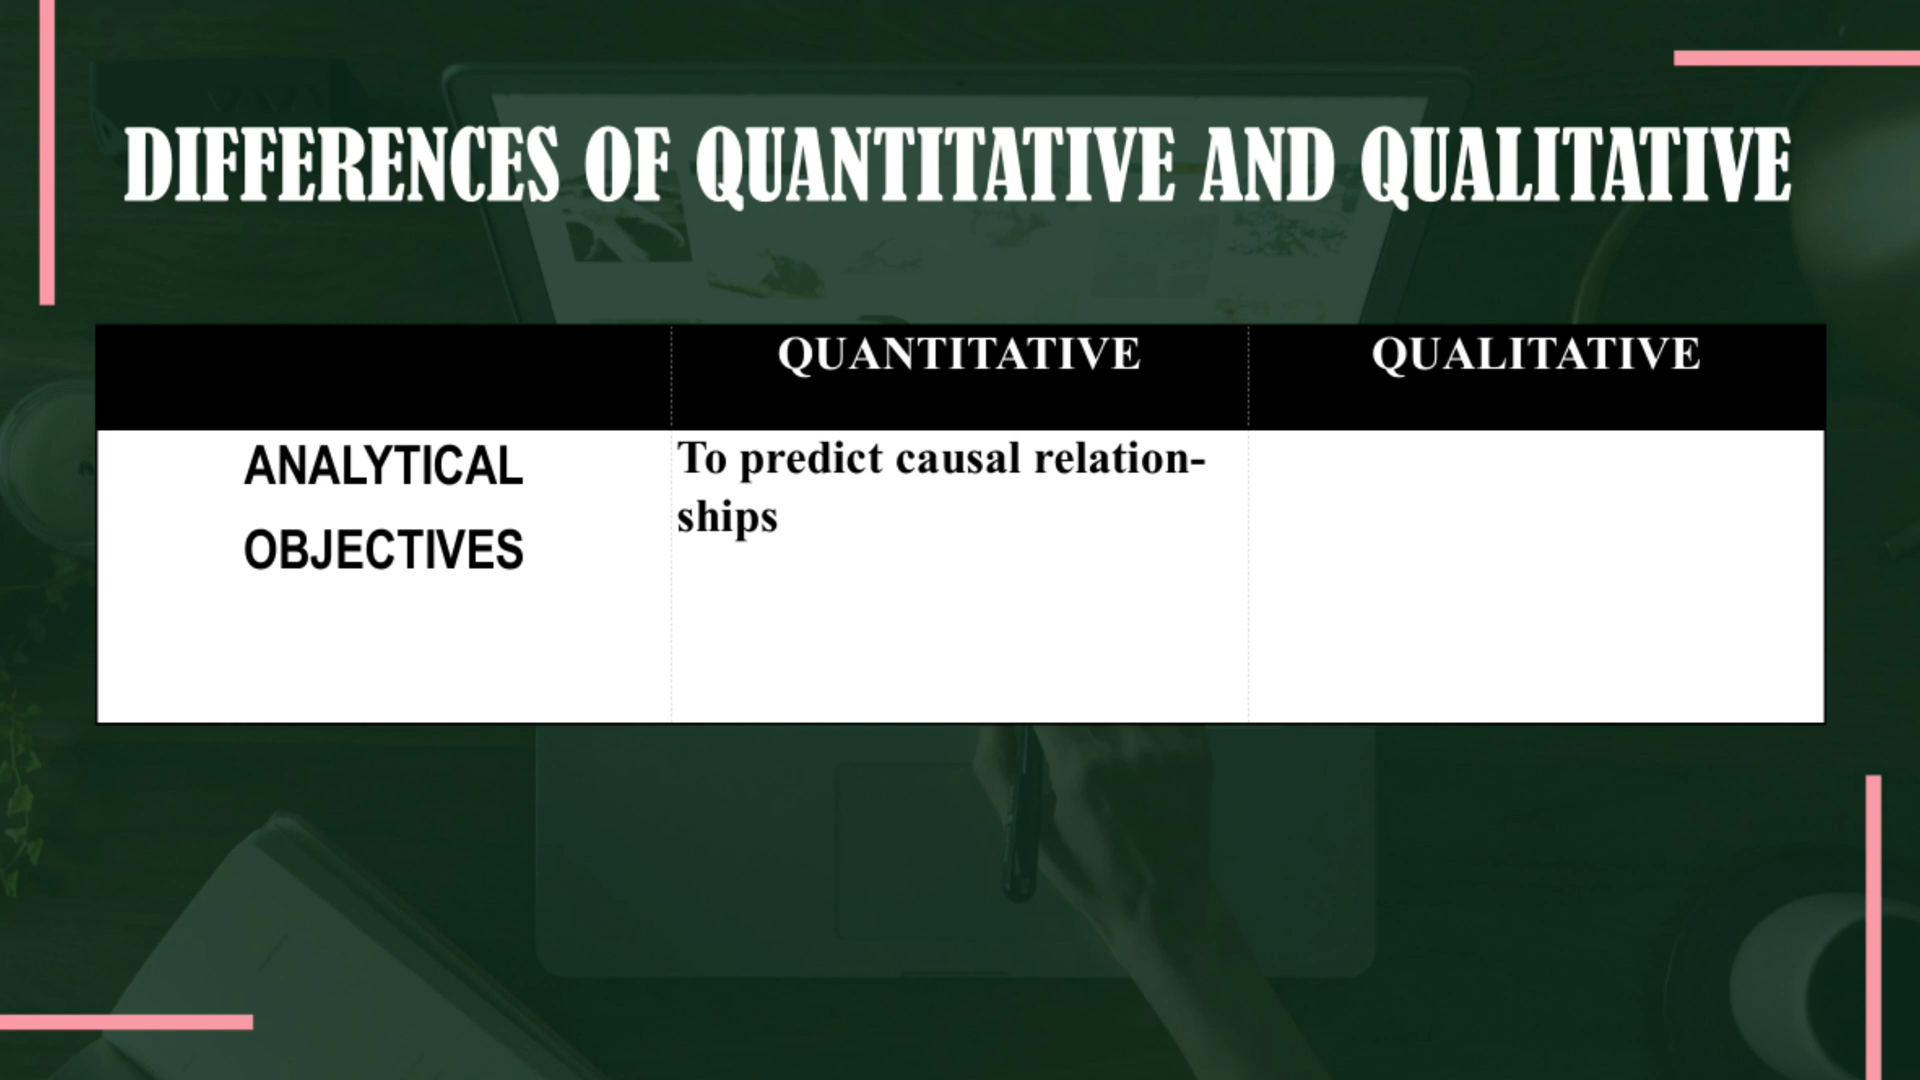 DIFFERENCES OF QUANTITATIVE AND QUALITATIVE
QUANTITATIVE
QUALITATIVE
ANALYTICAL
OBJECTIVES
To predict causal relation-
ships